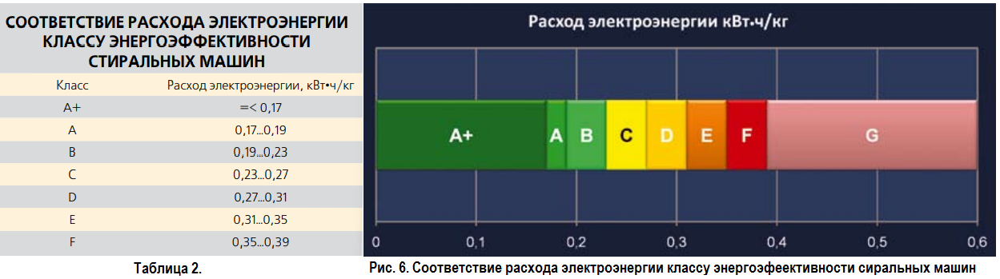 СООТВЕТСТВИЕ РАСХОДА ЭЛЕКТРОЭНЕРГИИ
КЛАССУ ЭНЕРГОЭФФЕКТИВНОСТИ
СТИРАЛЬНЫХ МАШИН
Класс Расход электроэнергии, кВт•ч/кг
A+ =< 0,17
A 0,17...0,19
B 0,19...0,23
C 0,23...0,27
D 0,27...0,31
E 0,31...0,35
F 0,35...0,39
Таблица 2.
Расход электроэнергии кВт•ч/кг
A+ A B C D E F G
0 0,1 0,2 0,3 0,4 0,5 0,6
Рис. 6. Соответствие расхода электроэнергии классу энергоэфеективности сиральных машин